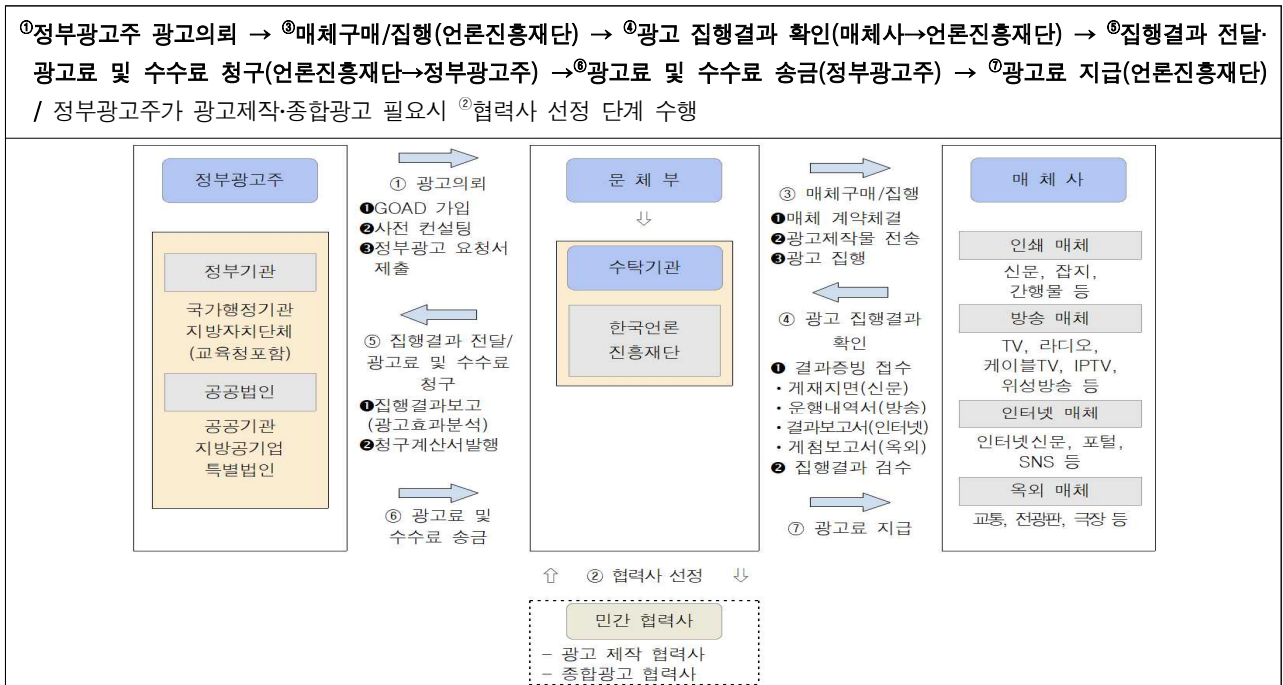 ①정부광고주 광고의뢰 → ③매체구매/집행(언론진흥재단) → ④광고 집행결과 확인(매체사→언론진흥재단) → ⑤집행결과 전달·
광고료 및 수수료 청구(언론진흥재단→정부광고주) →⑥광고료 및 수수료 송금(정부광고주) → ⑦광고료 지급(언론진흥재단)
/ 정부광고주가 광고제작·종합광고 필요시 ②협력사 선정 단계 수행
정부광고주
정부기관
국가행정기관
지방자치단체
(교육청포함)
공공법인
공공기관
지방공기업
특별법인
① 광고의뢰
❶GOAD 가입
❷사전 컨설팅
❸정부광고 요청서
제출
⑤ 집행결과 전달/
광고료 및 수수료
청구
❶집행결과보고
(광고효과분석)
❷청구계산서발행
⑥ 광고료 및
수수료 송금
문 체 부
⇩
수탁기관
한국언론
진흥재단
③ 매체구매/집행
❶매체 계약체결
❷광고제작물 전송
❸광고 집행
④ 광고 집행결과
확인
❶ 결과증빙 접수
· 게재지면(신문)
· 운행내역서(방송)
· 결과보고서(인터넷)
· 게첨보고서(옥외)
❷ 집행결과 검수
⑦ 광고료 지급
매 체 사
인쇄 매체
신문, 잡지,
간행물 등
방송 매체
TV, 라디오,
케이블TV, IPTV,
위성방송 등
인터넷 매체
인터넷신문, 포털,
SNS 등
옥외 매체
교통, 전광판, 극장 등
⇧ ② 협력사 선정 ⇩
민간 협력사
– 광고 제작 협력사
– 종합광고 협력사